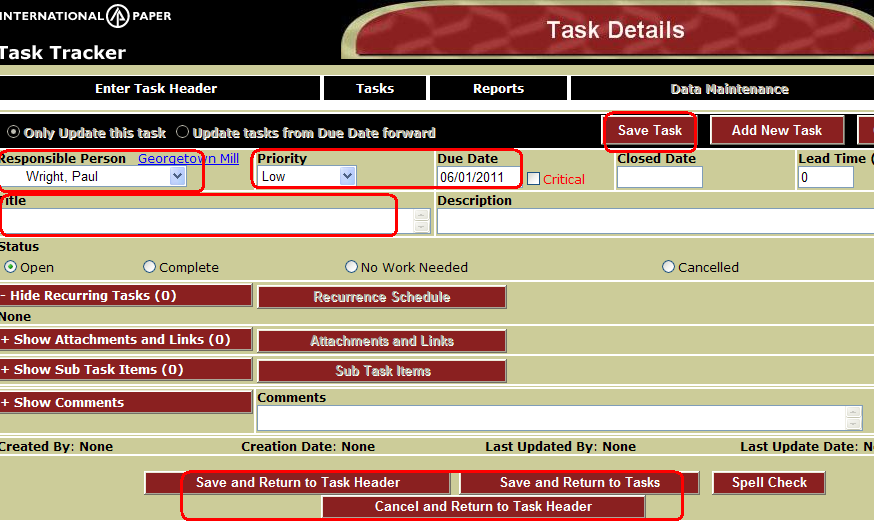 INTERNATIONAL PAPER
Task Details
Task Tracker
Enter Task Header Tasks Reports Data Maintenance
Only Update this task Update tasks from Due Date forward Save Task Add New Task
Responsible Person Georgetown Mill Priority Due Date Closed Date Lead Time (
Wright, Paul Low 06/01/2011 Critical 0
Title Description
Status
Open Complete No Work Needed Cancelled
- Hide Recurring Tasks (0) Recurrence Schedule
None
+ Show Attachments and Links (0) Attachments and Links
+ Show Sub Task Items (0) Sub Task Items
+ Show Comments Comments
Created By: None Creation Date: None Last Updated By: None Last Update Date: N
Save and Return to Task Header Save and Return to Tasks Spell Check
Cancel and Return to Task Header